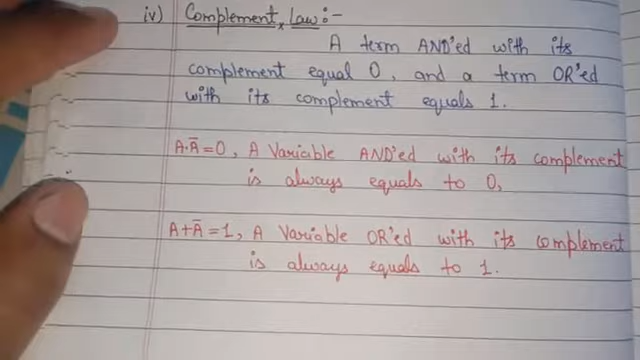 iv) Complement Law :-
A term AND'ed with its
complement equal 0, and a term OR'ed
with its complement equals 1.
A.Ā=0, A Variable AND'ed with its complement
is always equals to 0,
A+Ā=1, A Variable OR'ed with its complement
is always equals to 1.